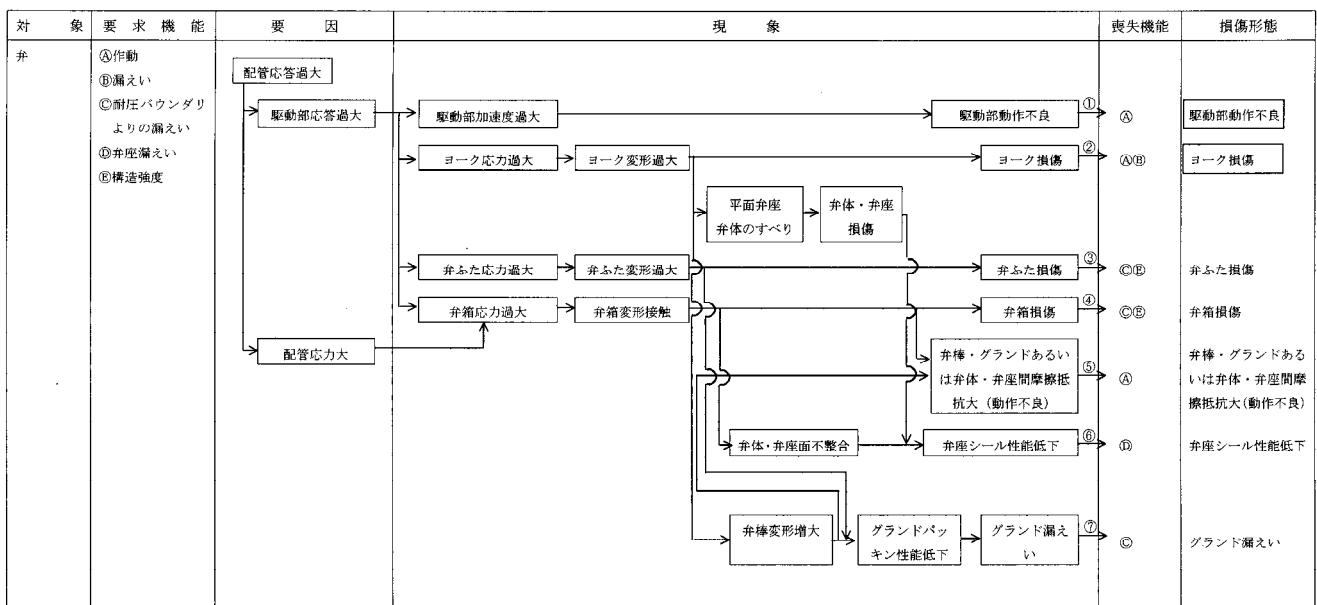 対　象
要 求 機 能
要　因
現　象
喪失機能
損傷形態
弁
Ⓐ作動
Ⓑ漏えい
Ⓒ耐圧バウンダリ
よりの漏えい
Ⓓ弁座漏えい
Ⓔ構造強度
配管応答過大
駆動部応答過大
駆動部加速度過大
駆動部動作不良
①
Ⓐ
駆動部動作不良
ヨーク応力過大
ヨーク変形過大
ヨーク損傷
②
ⒶⒷ
ヨーク損傷
平面弁座
弁体のすべり
弁体・弁座
損傷
弁ふた応力過大
弁ふた変形過大
弁ふた損傷
③
ⒸⒺ
弁ふた損傷
弁箱応力過大
弁箱変形接触
弁箱損傷
④
ⒸⒺ
弁箱損傷
配管応力大
弁棒・グランドあるい
は弁体・弁座間摩擦抵
抗大（動作不良）
⑤
Ⓐ
弁棒・グランドある
いは弁体・弁座間摩
擦抵抗大(動作不良)
弁体・弁座面不整合
弁座シール性能低下
⑥
Ⓓ
弁座シール性能低下
弁棒変形増大
グランドパッ
キン性能低下
グランド漏え
い
⑦
Ⓒ
グランド漏えい